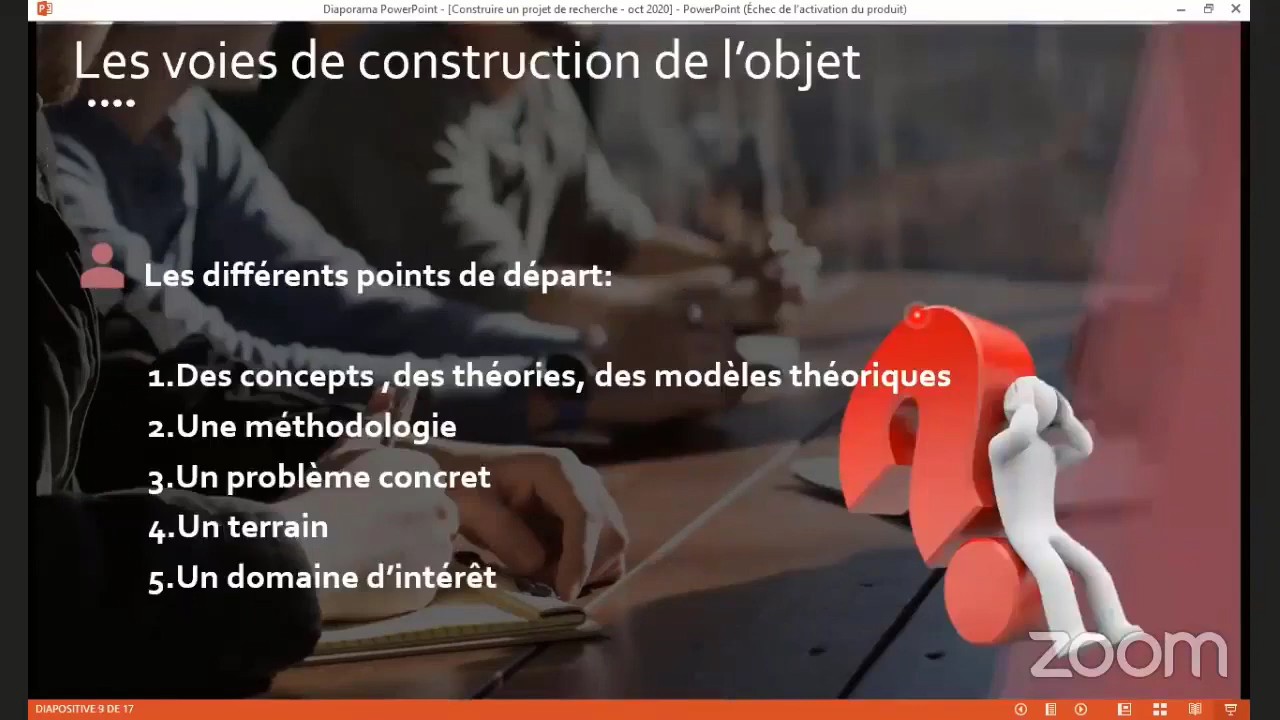 Diaporama PowerPoint - [Construire un projet de recherche - oct 2020] - PowerPoint (Échec de l'activation du produit)
Les voies de construction de l'objet
Les différents points de départ:
1.Des concepts ,des théories, des modèles théoriques
2.Une méthodologie
3.Un problème concret
4.Un terrain
5.Un domaine d'intérêt
zoom
DIAPOSITIVE 9 DE 17